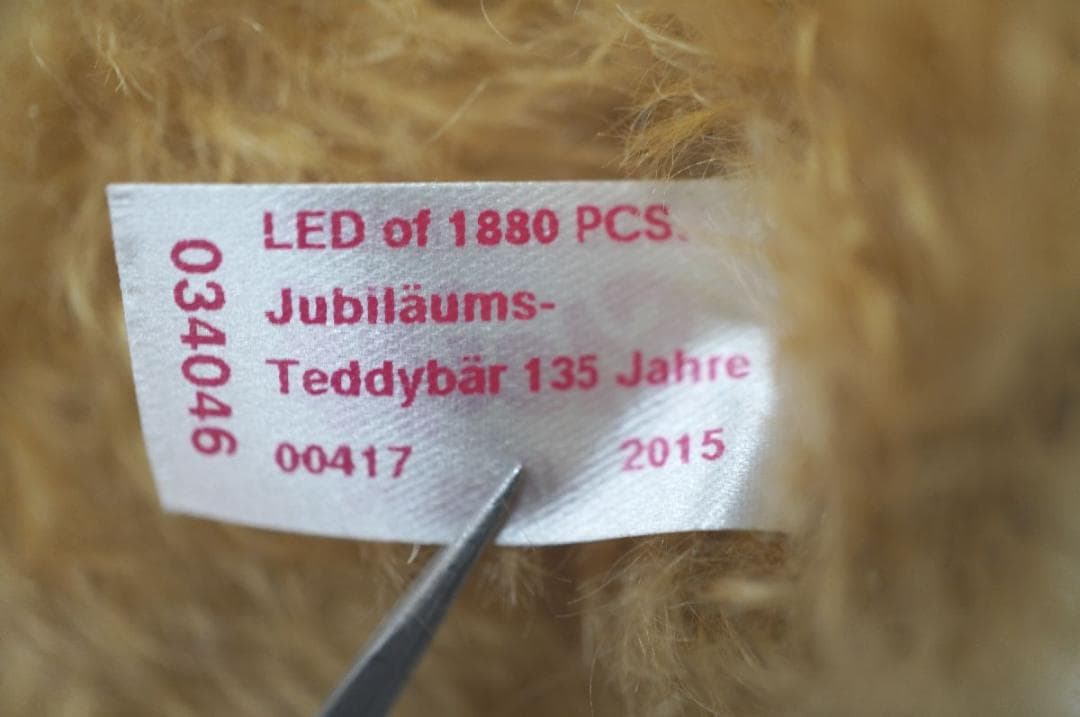 LED of 1880 PCS.
Jubiläums-
Teddybär 135 Jahre
00417 2015
034046